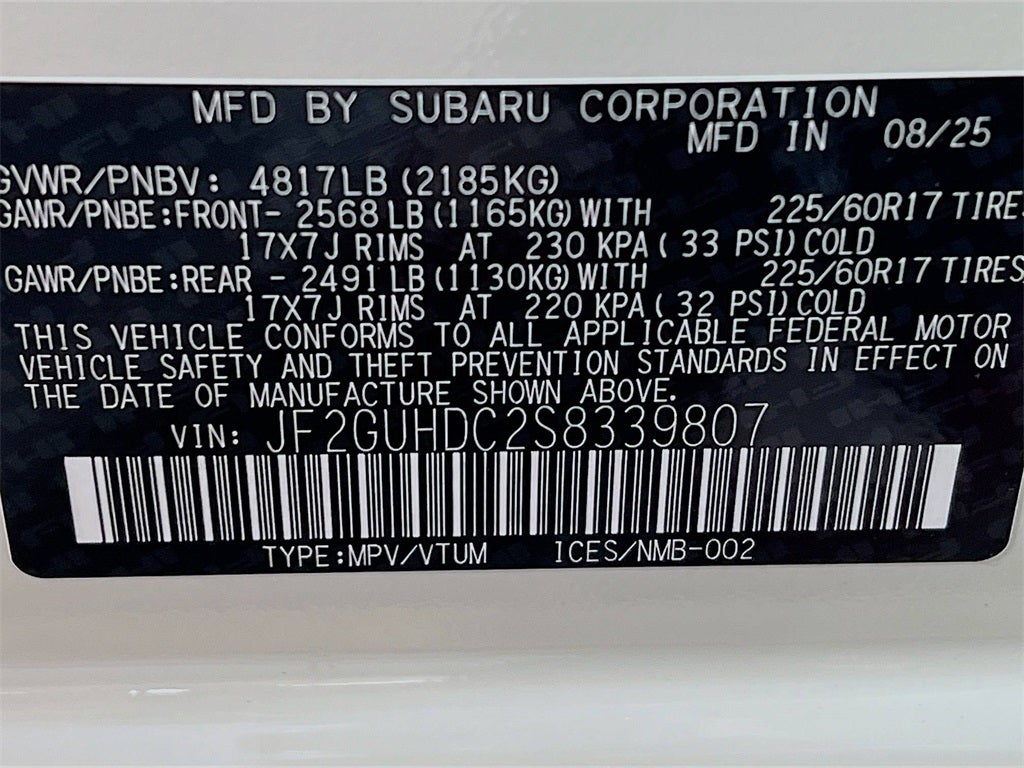 MFD BY SUBARU CORPORATION
MFD IN 08/25
GVWR/PNBV: 4817LB (2185KG)
GAWR/PNBE:FRONT- 2568 LB (1165KG) WITH 225/60R17 TIRES
17X7J RIMS AT 230 KPA ( 33 PSI) COLD
GAWR/PNBE:REAR - 2491 LB (1130KG) WITH 225/60R17 TIRES
17X7J RIMS AT 220 KPA ( 32 PSI) COLD
THIS VEHICLE CONFORMS TO ALL APPLICABLE FEDERAL MOTOR
VEHICLE SAFETY AND THEFT PREVENTION STANDARDS IN EFFECT ON
THE DATE OF MANUFACTURE SHOWN ABOVE.
VIN: JF2GUHDC2S8339807
TYPE:MPV/VTUM ICES/NMB-002